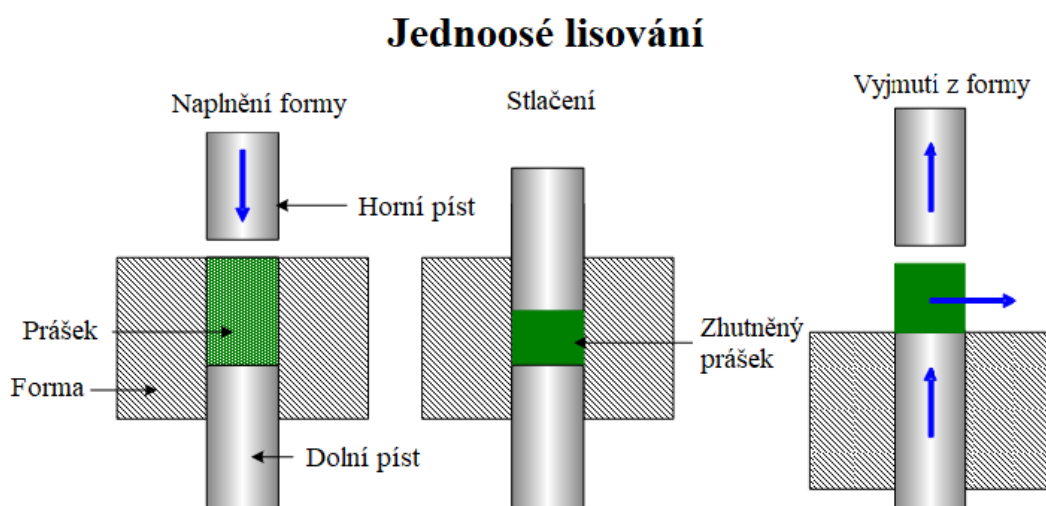 Jednoosé lisování
Naplnění formy
Stlačení
Vyjmutí z formy
Horní píst
Prášek
Forma
Dolní píst
Zhutněný
prášek